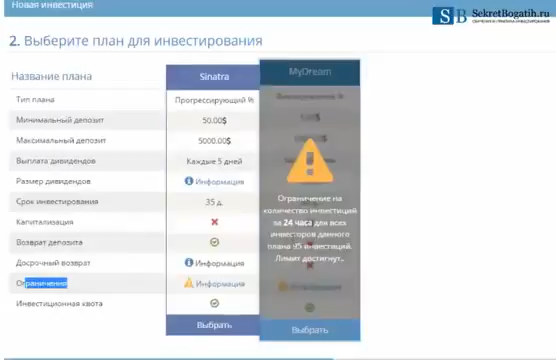 Новая инвестиция
SB SekretBogatih.ru
2. Выберите план для инвестирования
Название плана Sinatra MyDream
Тип плана Прогрессирующий %
Минимальный депозит 50.00$
Максимальный депозит 5000.00$
Выплата дивидендов Каждые 5 дней
Размер дивидендов Информация
Срок инвестирования 35 д.
Капитализация
Возврат депозита
Досрочный возврат Информация
Ограничения Информация
Инвестиционная квота
Ограничение на
количество инвестиций
за 24 часа для всех
инвесторов данного
плана 95 инвестиций.
Лимит достигнут.
Выбрать Выбрать